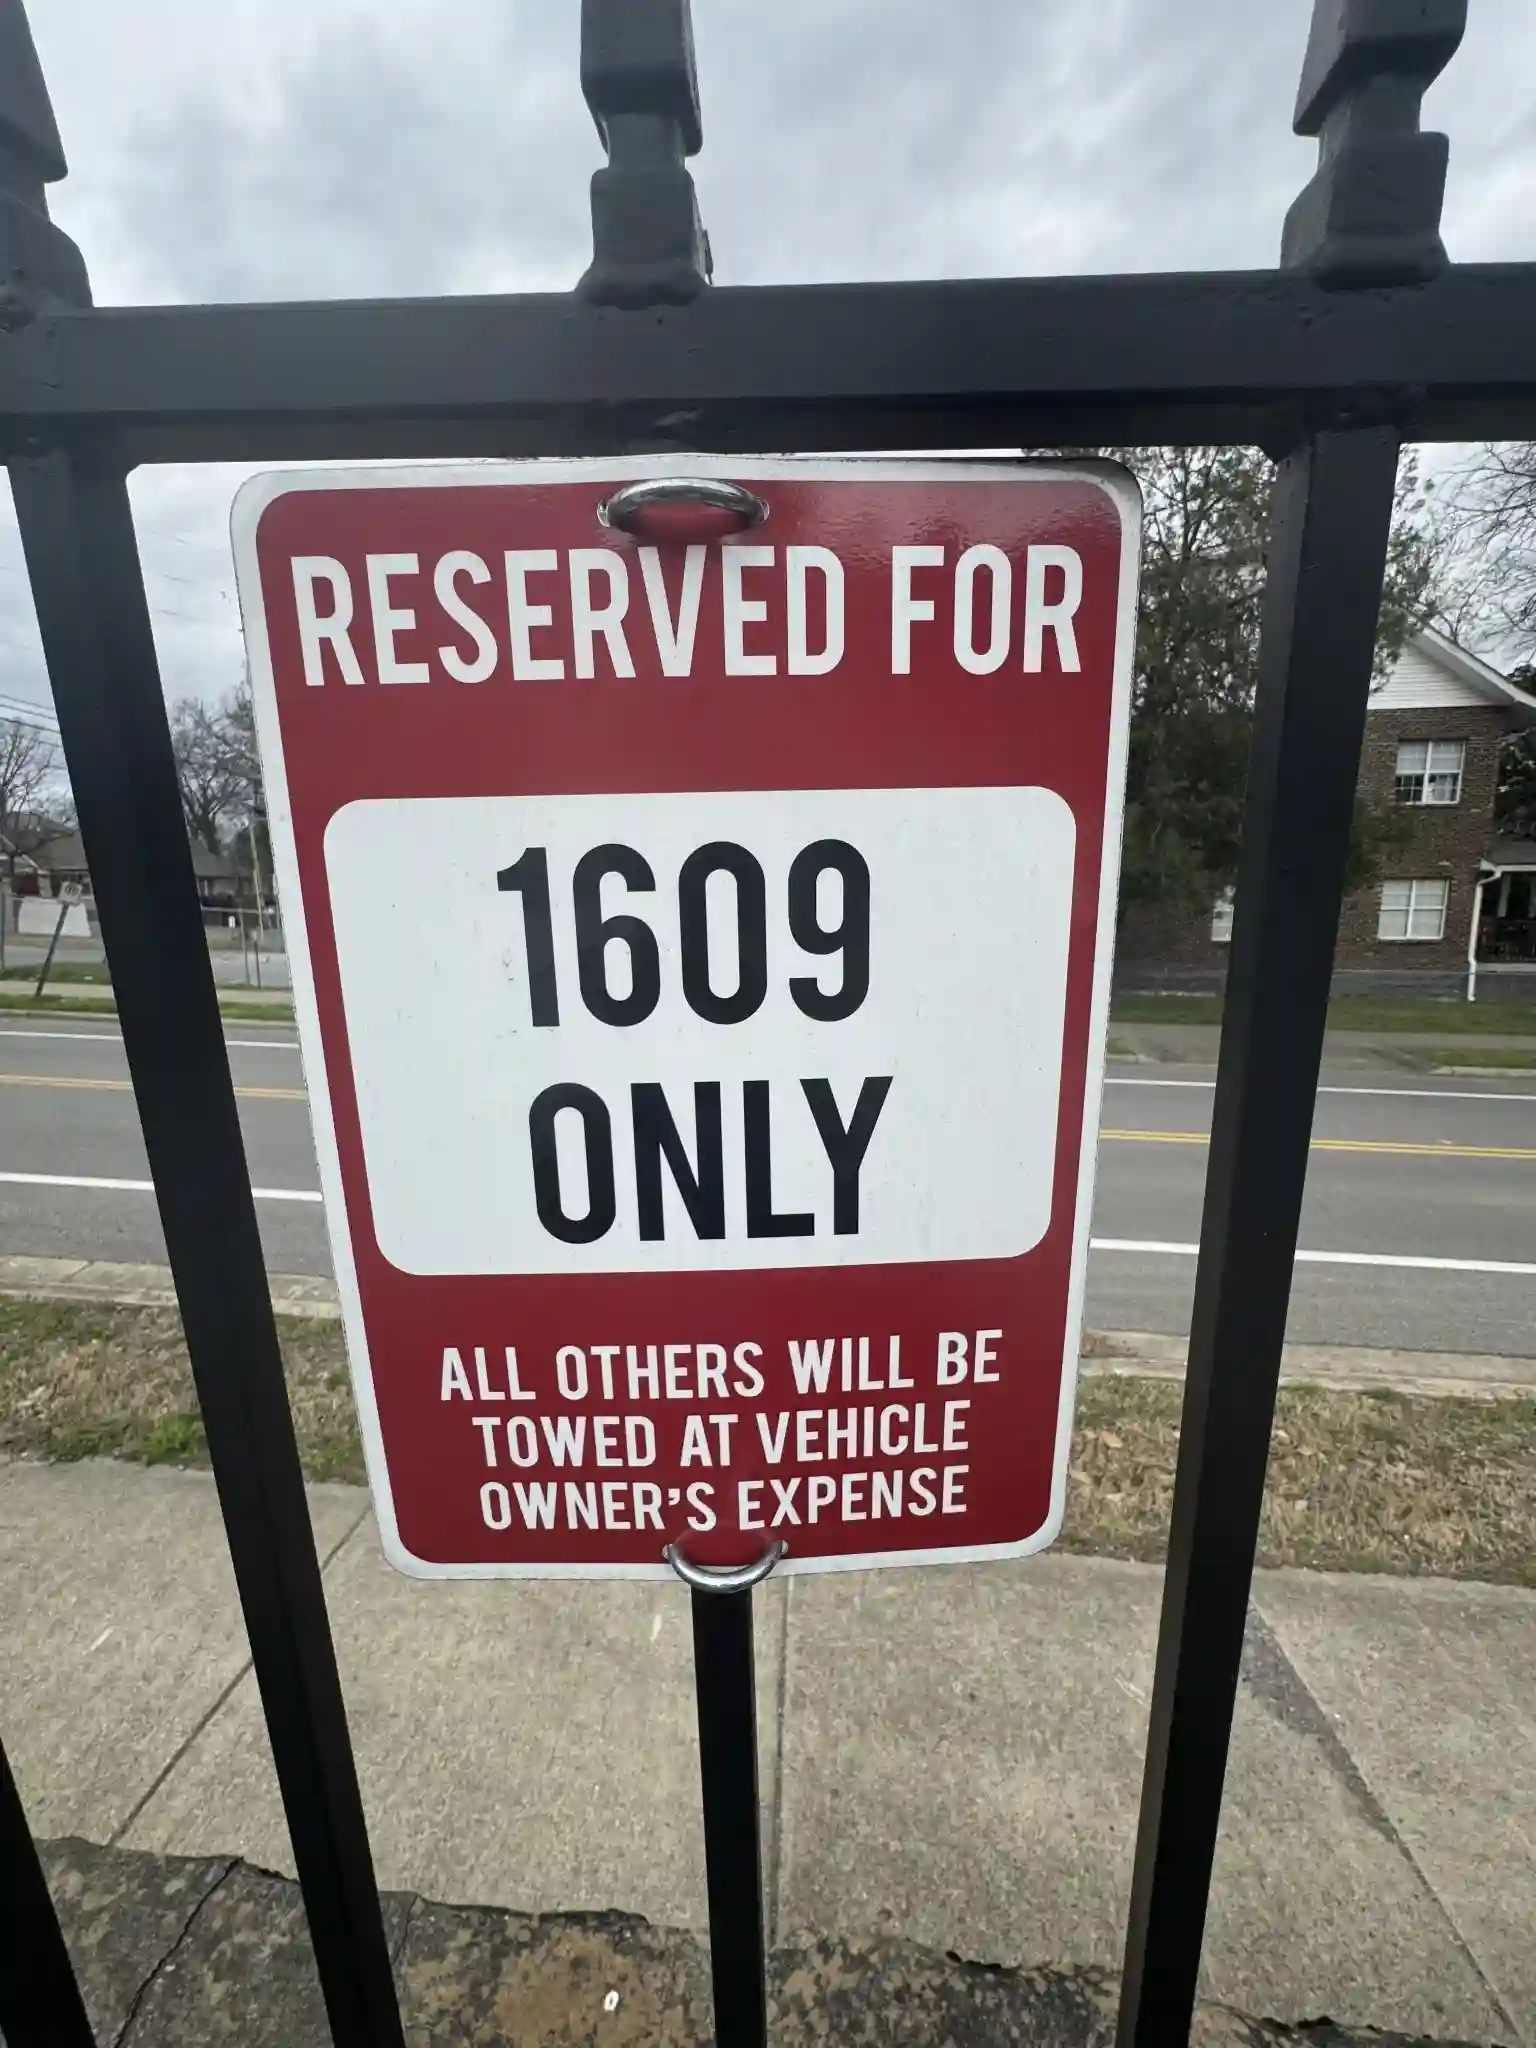 RESERVED FOR
1609
ONLY
ALL OTHERS WILL BE
TOWED AT VEHICLE
OWNER'S EXPENSE